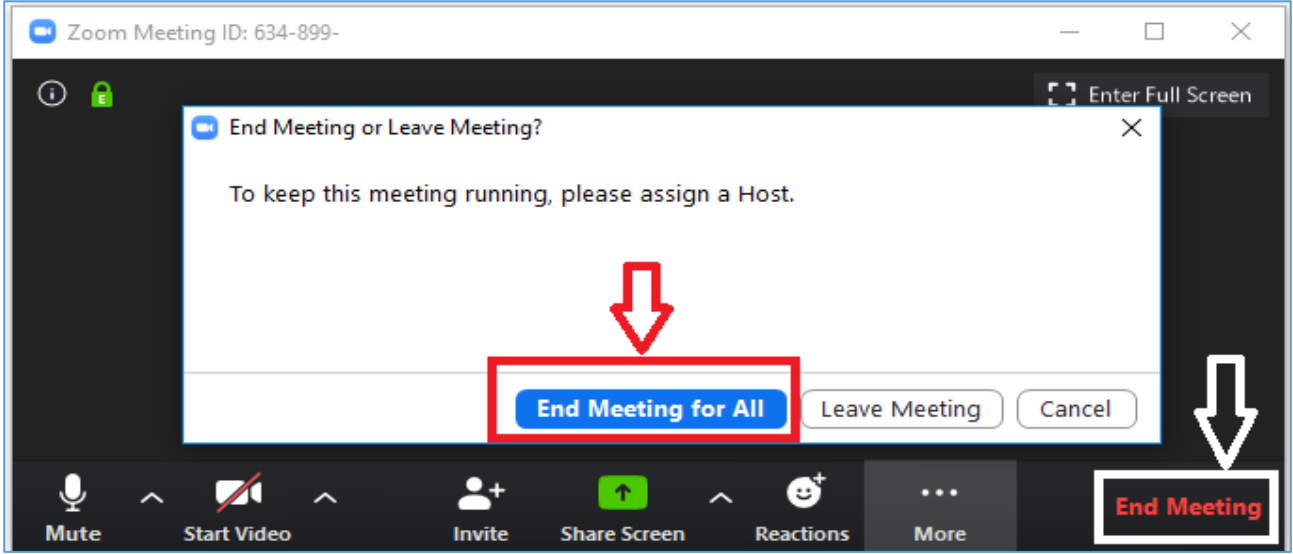 Zoom Meeting ID: 634-899-
E
Enter Full Screen
End Meeting or Leave Meeting?
To keep this meeting running, please assign a Host.
End Meeting for All Leave Meeting Cancel
Mute Start Video Invite Share Screen Reactions More End Meeting